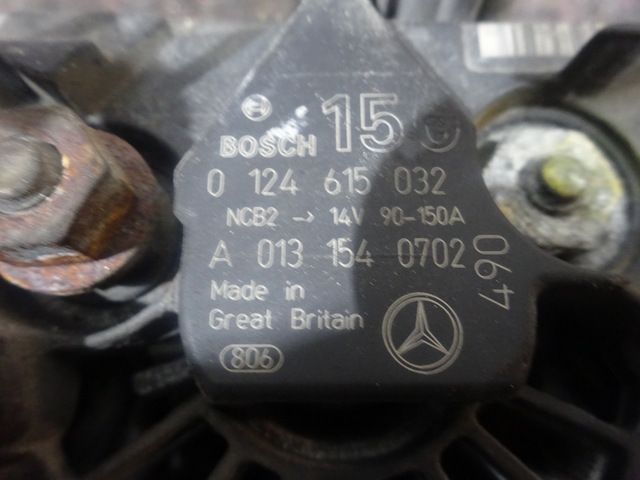 BOSCH 15
0 124 615 032
NCB2 → 14V 90-150A
A 013 154 0702
490
Made in
Great Britain
806